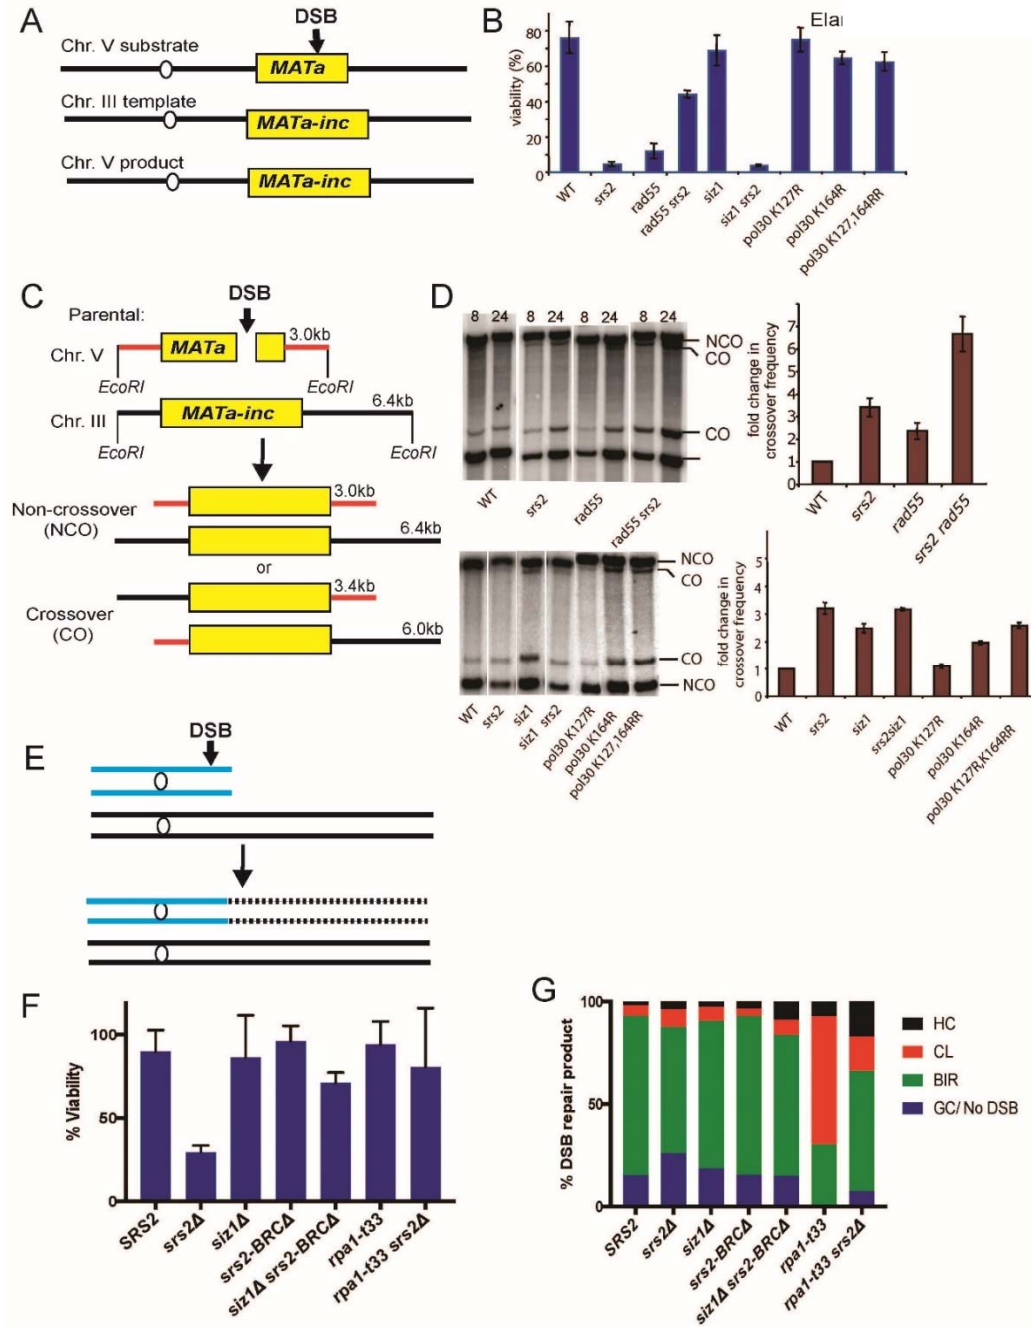 A
DSB
Chr. V substrate
MATa
Chr. III template
MATa-inc
Chr. V product
MATa-inc
B
viability (%)
80
60
40
20
0
WT
srs2
rad55
rad55 srs2
siz1
siz1 srs2
pol30 K127R
pol30 K164R
pol30 K127,164RR
C
DSB
Parental:
Chr. V
MATa
3.0kb
EcoRI
EcoRI
6.4kb
Chr. III
MATa-inc
EcoRI
EcoRI
Non-crossover
(NCO)
3.0kb
6.4kb
or
Crossover
(CO)
3.4kb
6.0kb
D
8 24 8 24 8 24 8 24
NCO
CO
CO
WT
srs2
rad55
rad55 srs2
fold change in
crossover frequency
7
6
5
4
3
2
1
0
WT
srs2
rad55
srs2 rad55
NCO
CO
CO
NCO
WT
srs2
siz1
siz1 srs2
pol30 K127R
pol30 K164R
pol30 K127,164RR
fold change in
crossover frequency
5
4
3
2
1
0
WT
srs2
siz1
srs2siz1
pol30 K127R
pol30 K164R
pol30 K127R,K164RR
E
DSB
F
% Viability
100
50
0
SRS2
srs2Δ
siz1Δ
srs2-BRCΔ
siz1Δ srs2-BRCΔ
rpa1-t33
rpa1-t33 srs2Δ
G
% DSB repair product
100
50
0
SRS2
srs2Δ
siz1Δ
srs2-BRCΔ
siz1Δ srs2-BRCΔ
rpa1-t33
rpa1-t33 srs2Δ
HC
CL
BIR
GC/ No DSB